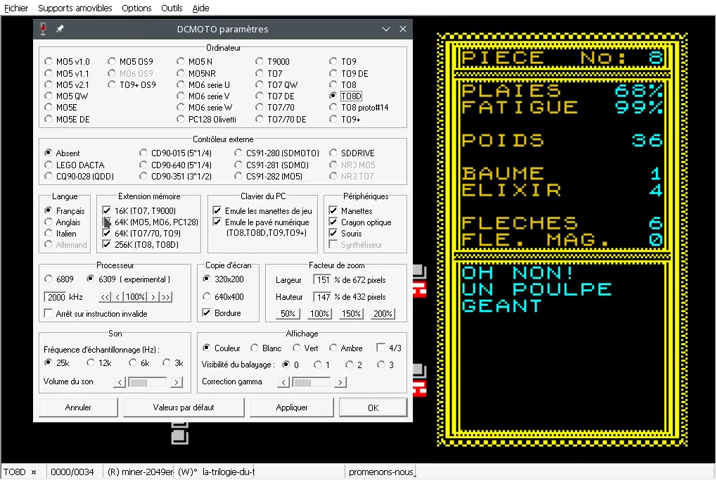 Fichier Supports amovibles Options Outils Aide
DCMOTO paramètres
Ordinateur
MO5 v1.0 MO5 OS9 MO5 N T9000 TO9
MO5 v1.1 MO6 OS9 MO5NR TO7 TO9 DE
MO5 v2.1 TO9+ OS9 MO6 serie U TO7 QW TO8
MO5 QW MO6 serie V TO7 DE TO8D
MO5E MO6 serie W TO7/70 TO8 proto#14
MO5E DE PC128 Olivetti TO7/70 DE TO9+
Contrôleur externe
Absent CD90-015 (5"1/4) CS91-280 (SDMOTO) SDDRIVE
LEGO DACTA CD90-640 (5"1/4) CS91-281 (SDMO) NR3 MO5
CQ90-028 (QDD) CD90-351 (3"1/2) CS91-282 (MO5) NR3 TO7
Langue
Français
Anglais
Italien
Allemand
Extension mémoire
16K (TO7, T9000)
64K (MO5, MO6, PC128)
64K (TO7/70, TO9)
256K (TO8, TO8D)
Clavier du PC
Emule les manettes de jeu
Emule le pavé numérique
(TO8,TO8D,TO9,TO9+)
Périphériques
Manettes
Crayon optique
Souris
Synthétiseur
Processeur
6809 6309 ( experimental )
2000 kHz << < 100% > >>
Arrêt sur instruction invalide
Copie d'écran
320x200
640x400
Bordure
Facteur de zoom
Largeur 151 % de 672 pixels
Hauteur 147 % de 432 pixels
50% 100% 150% 200%
Son
Fréquence d'échantillonnage (Hz) :
25k 12k 6k 3k
Volume du son < >
Affichage
Couleur Blanc Vert Ambre 4/3
Visibilité du balayage : 0 1 2 3
Correction gamma < >
Annuler Valeurs par défaut Appliquer OK
PIECE No: 8
PLAIES 68%
FATIGUE 99%
POIDS 36
BAUME 1
ELIXIR 4
FLECHES 6
FLE. MAG. 0
OH NON!
UN POULPE
GEANT
TO8D ¤ 0000/0034 (R) miner-2049er (W)° la-trilogie-du-t promenons-nous